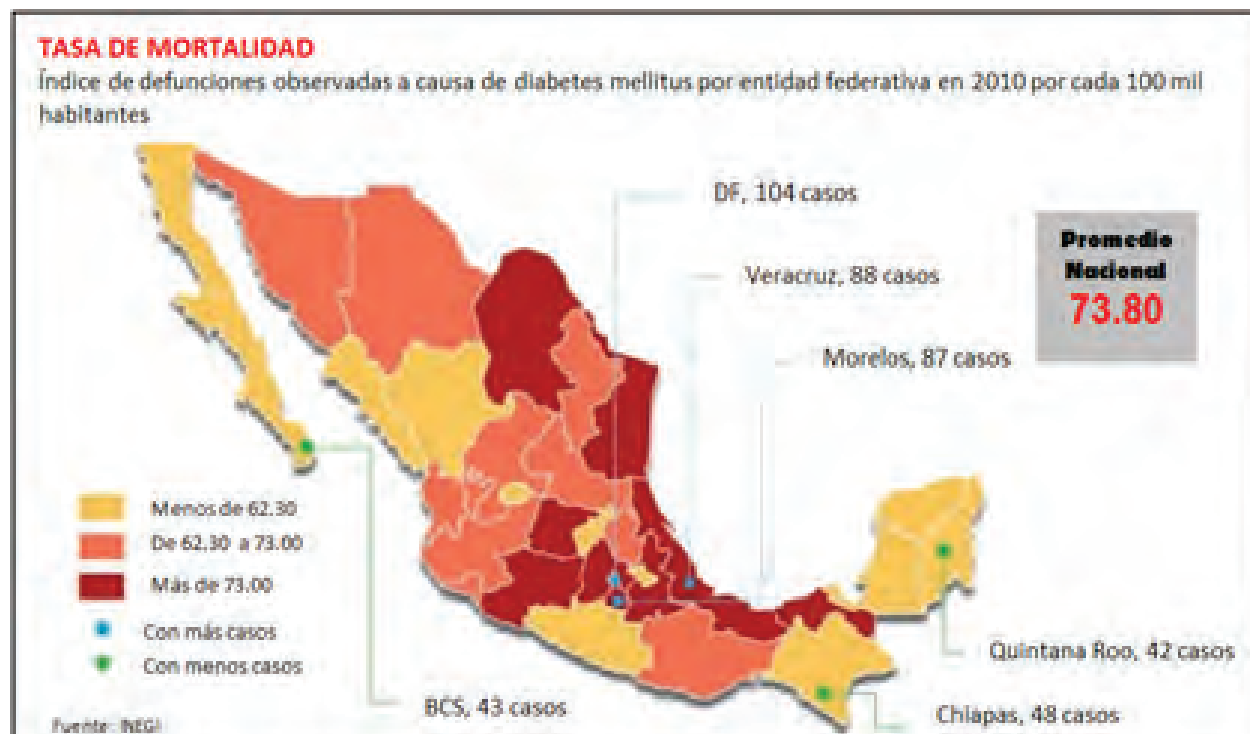 TASA DE MORTALIDAD
Índice de defunciones observadas a causa de diabetes mellitus por entidad federativa en 2010 por cada 100 mil
habitantes
DF, 104 casos
Veracruz, 88 casos
Morelos, 87 casos
Promedio
Nacional
73.80
Menos de 62.30
De 62.30 a 73.00
Más de 73.00
Con más casos
Con menos casos
Quintana Roo, 42 casos
BCS, 43 casos
Chiapas, 48 casos
Fuente: INEGI